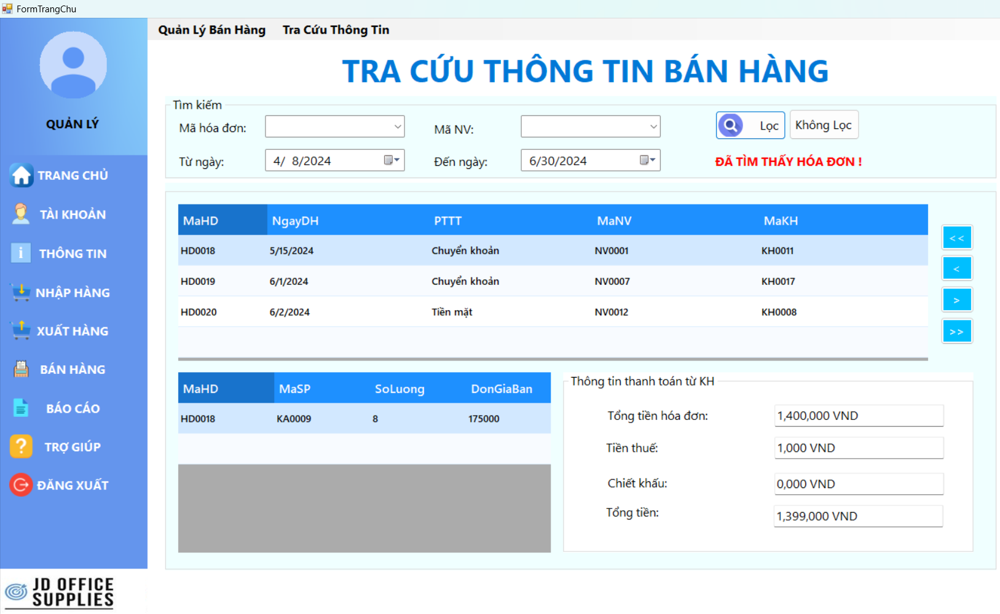 FormTrangChu
Quản Lý Bán Hàng Tra Cứu Thông Tin
QUẢN LÝ
TRANG CHỦ
TÀI KHOẢN
THÔNG TIN
NHẬP HÀNG
XUẤT HÀNG
BÁN HÀNG
BÁO CÁO
TRỢ GIÚP
ĐĂNG XUẤT
JD OFFICE
SUPPLIES
TRA CỨU THÔNG TIN BÁN HÀNG
Tìm kiếm
Mã hóa đơn: Mã NV: Lọc Không Lọc
Từ ngày: 4/ 8/2024 Đến ngày: 6/30/2024 ĐÃ TÌM THẤY HÓA ĐƠN !
MaHD NgayDH PTTT MaNV MaKH
HD0018 5/15/2024 Chuyển khoản NV0001 KH0011
HD0019 6/1/2024 Chuyển khoản NV0007 KH0017
HD0020 6/2/2024 Tiền mặt NV0012 KH0008
<<
<
>
>>
MaHD MaSP SoLuong DonGiaBan
HD0018 KA0009 8 175000
Thông tin thanh toán từ KH
Tổng tiền hóa đơn: 1,400,000 VND
Tiền thuế: 1,000 VND
Chiết khấu: 0,000 VND
Tổng tiền: 1,399,000 VND